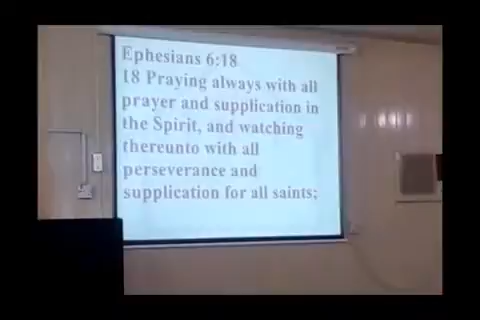 Ephesians 6:18
18 Praying always with all
prayer and supplication in
the Spirit, and watching
thereunto with all
perseverance and
supplication for all saints;